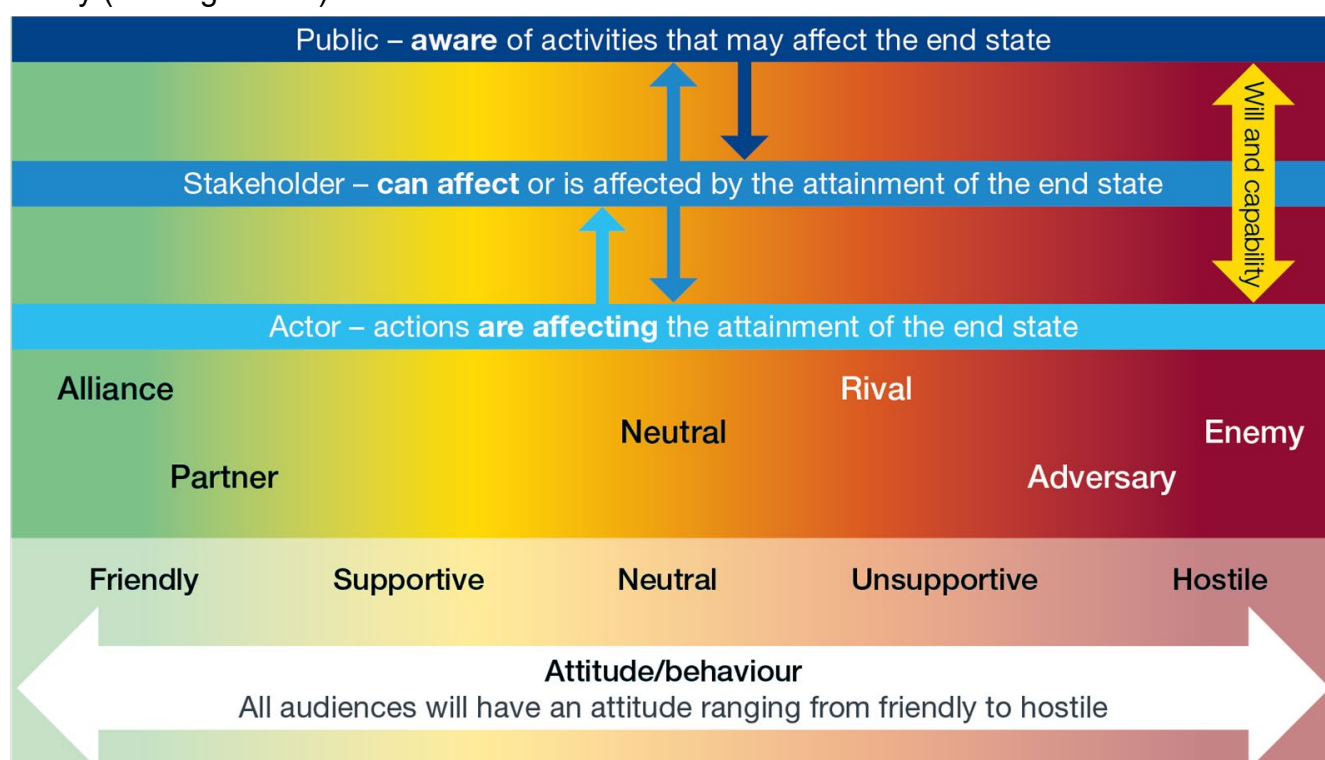 Public – aware of activities that may affect the end state
Will and capability
Stakeholder – can affect or is affected by the attainment of the end state
Actor – actions are affecting the attainment of the end state
Alliance
Rival
Neutral
Enemy
Partner
Adversary
Friendly
Supportive
Neutral
Unsupportive
Hostile
Attitude/behaviour
All audiences will have an attitude ranging from friendly to hostile